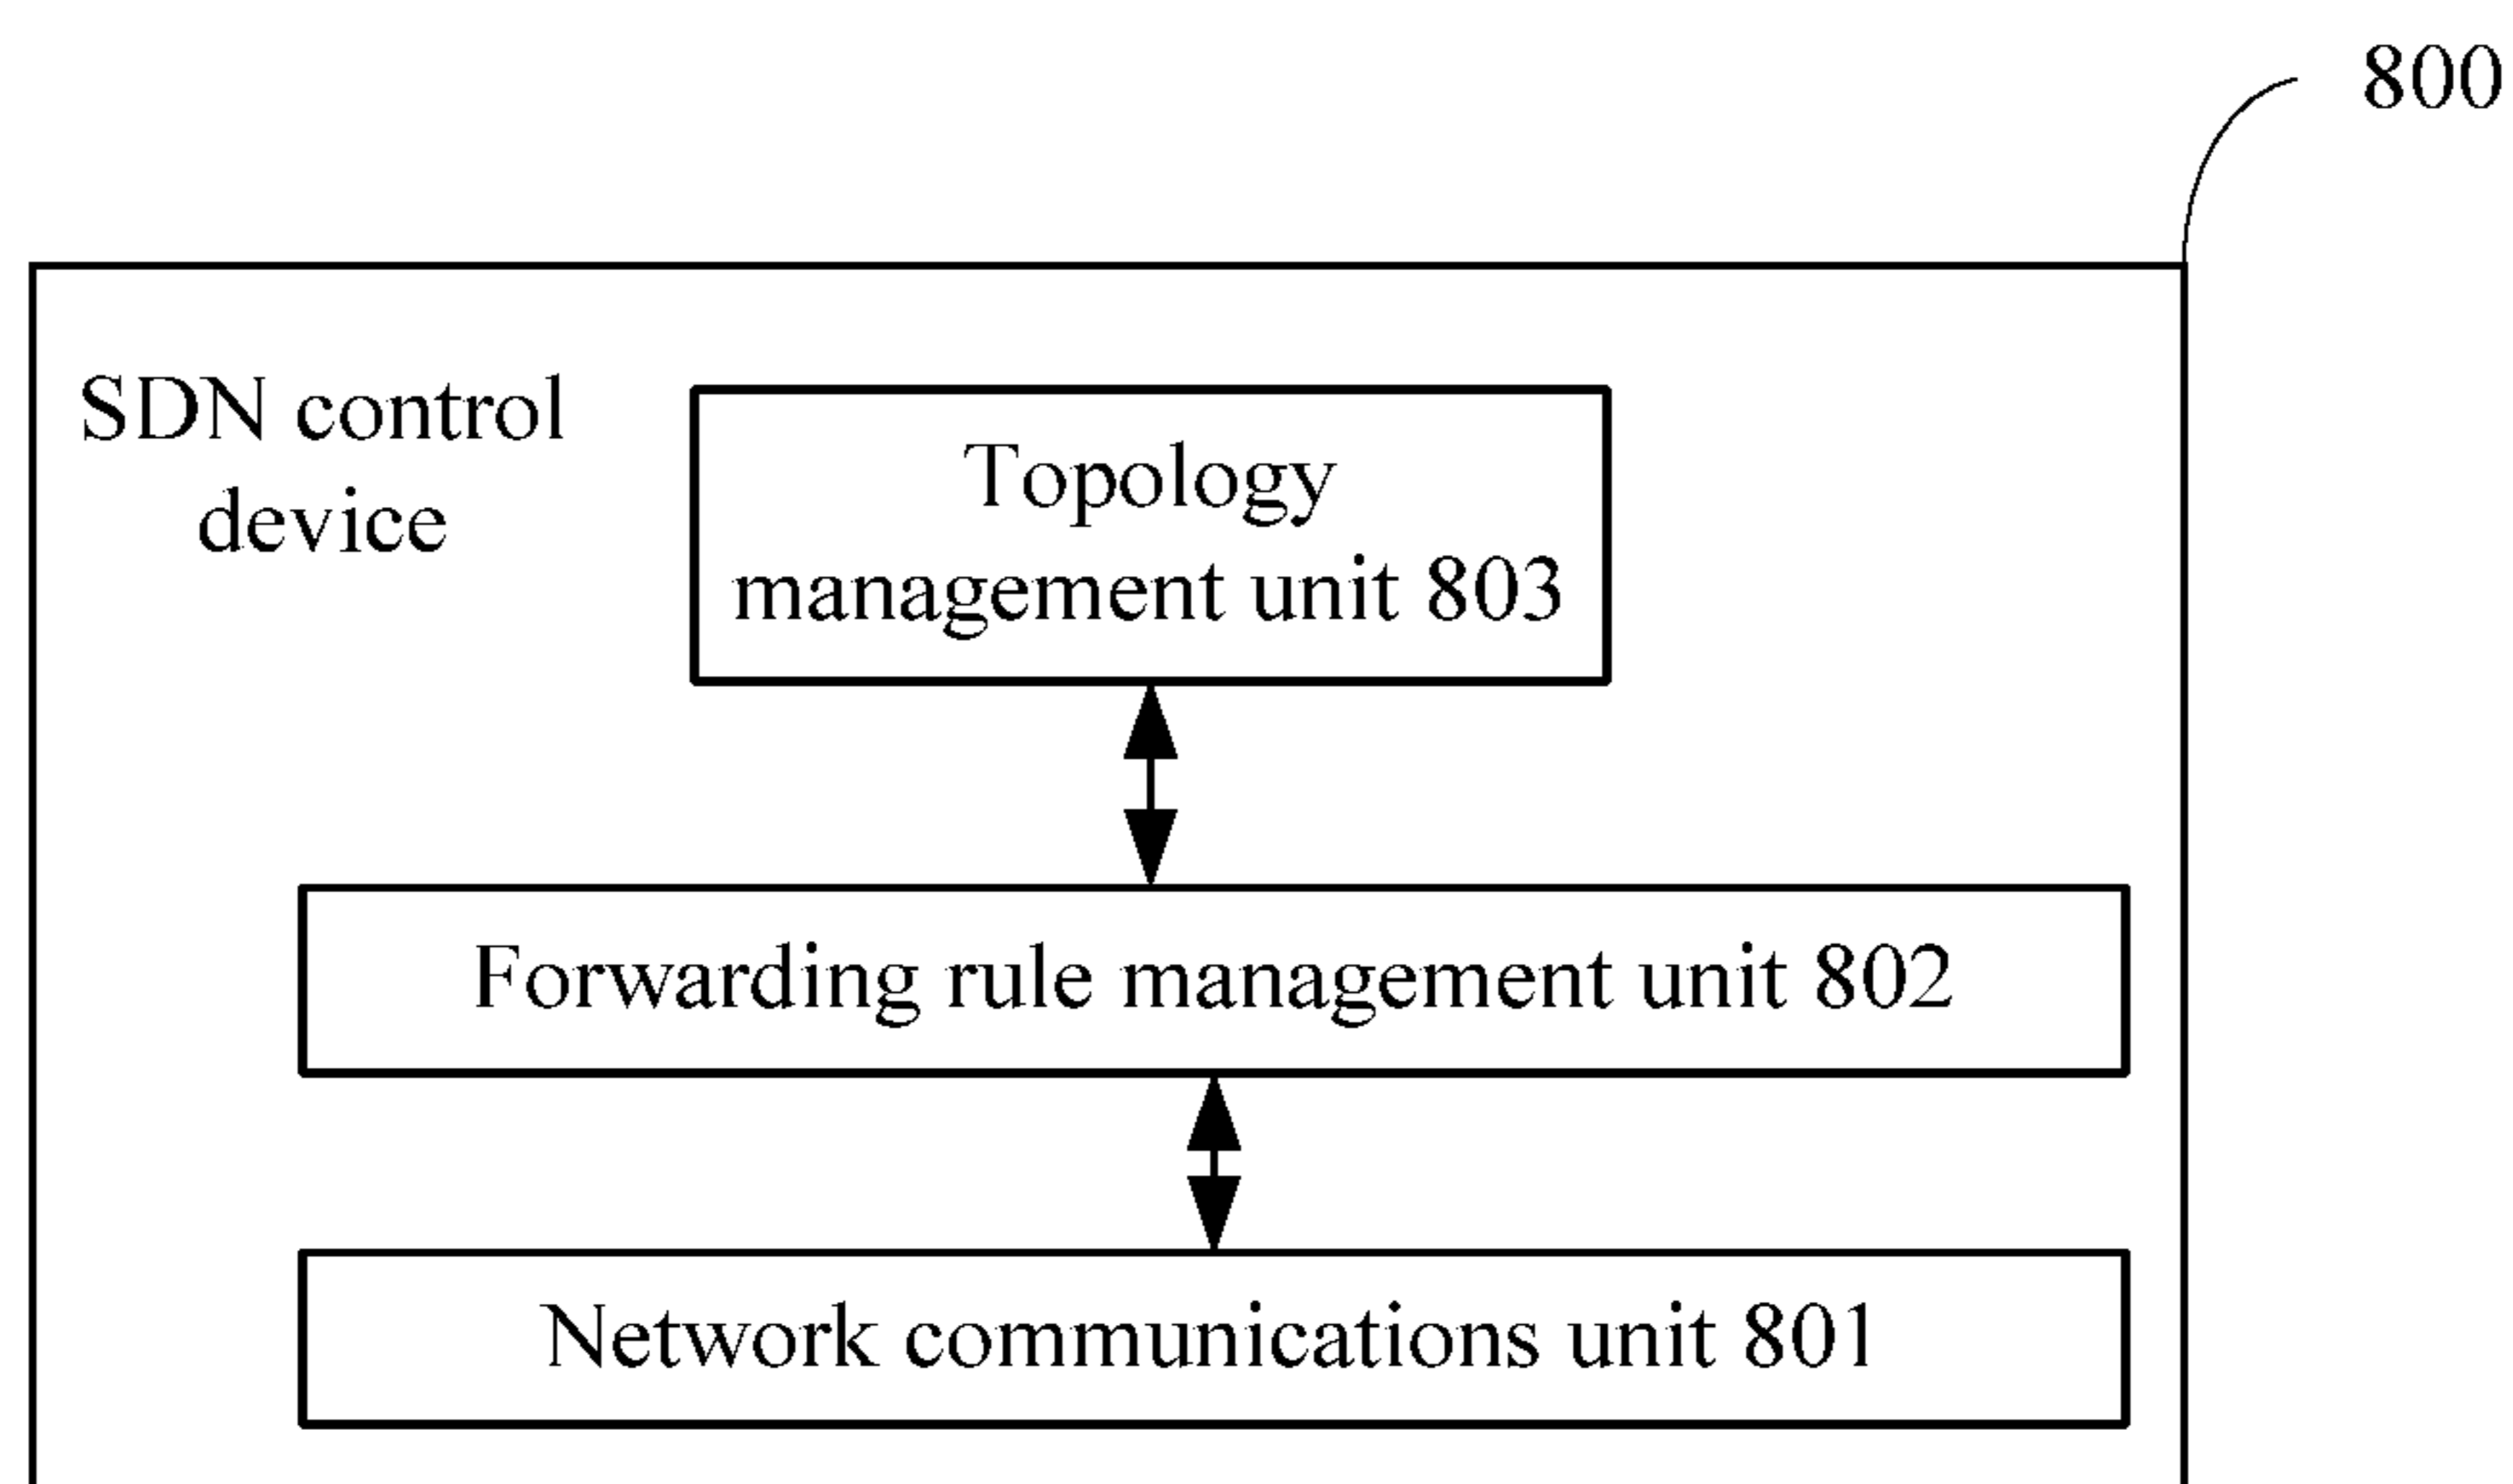 800
SDN control
device
Topology
management unit 803
Forwarding rule management unit 802
Network communications unit 801